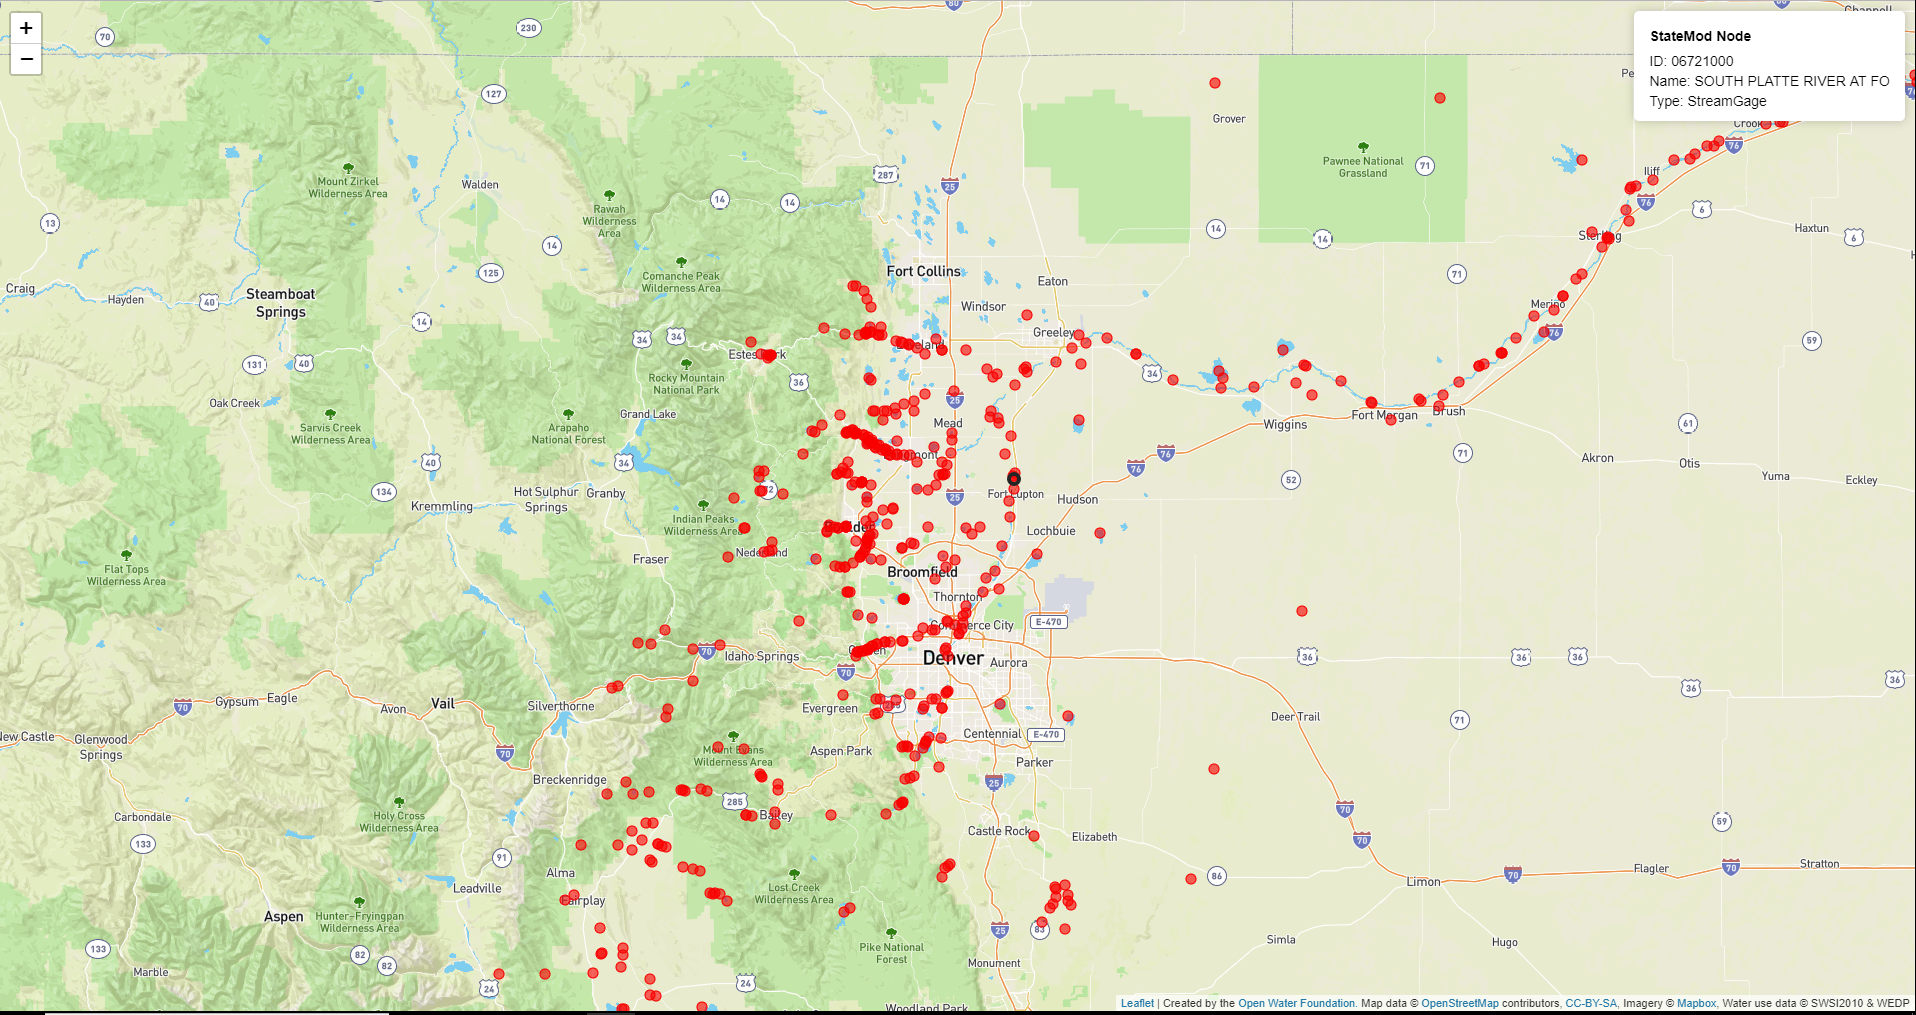 +
−
StateMod Node
ID: 06721000
Name: SOUTH PLATTE RIVER AT FO
Type: StreamGage
80
Chappell
70
230
127
Grover
Crook
76
287
Pawnee National
Grassland
71
Iliff
Mount Zirkel
Wilderness Area
Walden
25
14
14
Rawah
Wilderness
Area
76
6
13
14
14
14
Haxtun
6
Sterling
Comanche Peak
Wilderness Area
Fort Collins
125
71
Craig
Hayden
40
Steamboat
Springs
Eaton
Windsor
Merino
14
34
34
Greeley
76
59
Loveland
131
40
Estes Park
Rocky Mountain
National Park
36
34
Oak Creek
Sarvis Creek
Wilderness Area
Arapaho
National Forest
Grand Lake
25
Mead
Wiggins
Fort Morgan
Brush
61
40
34
76
76
71
Akron
Otis
Yuma
Eckley
134
Kremmling
Hot Sulphur
Springs
Granby
25
Fort Lupton
Hudson
52
Indian Peaks
Wilderness Area
Lochbuie
Flat Tops
Wilderness Area
Fraser
Nederland
Broomfield
Thornton
E-470
Commerce City
70
Idaho Springs
Denver
Aurora
70
36
36
36
36
36
Gypsum
Eagle
70
Avon
Vail
Silverthorne
Evergreen
Deer Trail
71
New Castle
Glenwood
Springs
70
Mount Evans
Wilderness Area
Aspen Park
Centennial
E-470
Parker
Breckenridge
25
285
Bailey
70
Carbondale
Holy Cross
Wilderness Area
Castle Rock
Elizabeth
59
133
70
91
Alma
Leadville
Lost Creek
Wilderness Area
86
Limon
70
Flagler
70
Stratton
Aspen
Hunter-Fryingpan
Wilderness Area
Fairplay
25
83
133
82
82
Pike National
Forest
Simla
Hugo
Marble
Monument
24
24
Woodland Park
Leaflet | Created by the Open Water Foundation. Map data © OpenStreetMap contributors, CC-BY-SA, Imagery © Mapbox, Water use data © SWSI2010 & WEDP